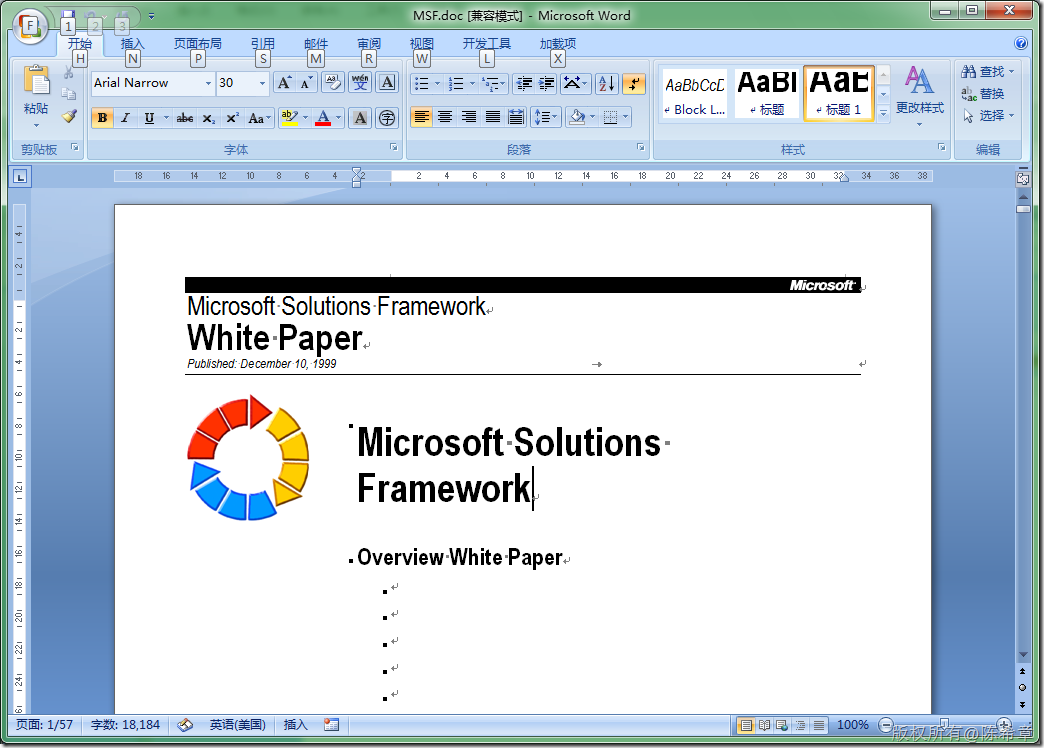 MSF.doc [兼容模式] - Microsoft Word
F 1 2 3
开始 插入 页面布局 引用 邮件 审阅 视图 开发工具 加载项
H N P S M R W L X
粘贴
Arial Narrow 30
B I U abe x₂ x² Aa
AaBbCcD AaBl AaB
Block L... 标题 标题 1
更改样式
查找
替换
选择
剪贴板 字体 段落 样式 编辑
18 16 14 12 10 8 6 4 2 2 4 6 8 10 12 14 16 18 20 22 24 26 28 30 32 34 36 38
Microsoft
Microsoft Solutions Framework
White Paper
Published: December 10, 1999
Microsoft Solutions
Framework
Overview White Paper
页面: 1/57 字数: 18,184 英语(美国) 插入 100%
版权所有@陈希章